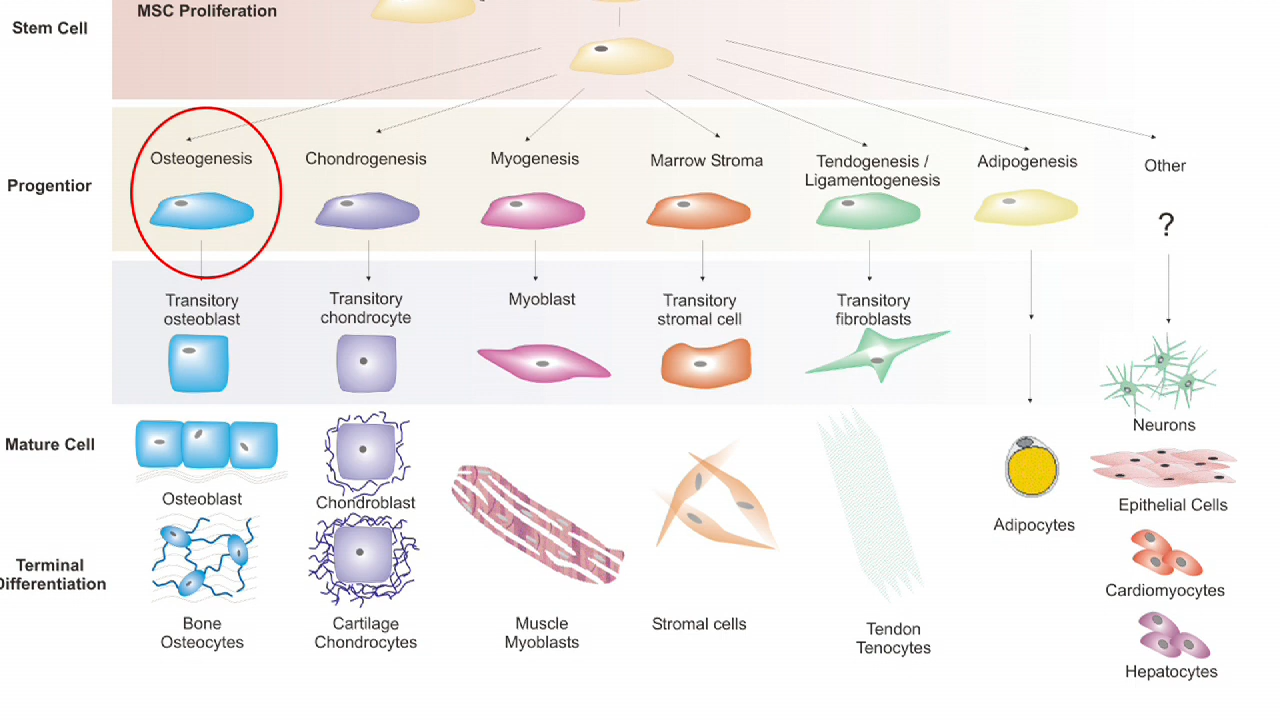 MSC Proliferation
Stem Cell
Osteogenesis
Chondrogenesis
Myogenesis
Marrow Stroma
Tendogenesis /
Ligamentogenesis
Adipogenesis
Other
Progentior
?
Transitory
osteoblast
Transitory
chondrocyte
Myoblast
Transitory
stromal cell
Transitory
fibroblasts
Neurons
Mature Cell
Osteoblast
Chondroblast
Adipocytes
Epithelial Cells
Terminal
Differentiation
Cardiomyocytes
Bone
Osteocytes
Cartilage
Chondrocytes
Muscle
Myoblasts
Stromal cells
Tendon
Tenocytes
Hepatocytes